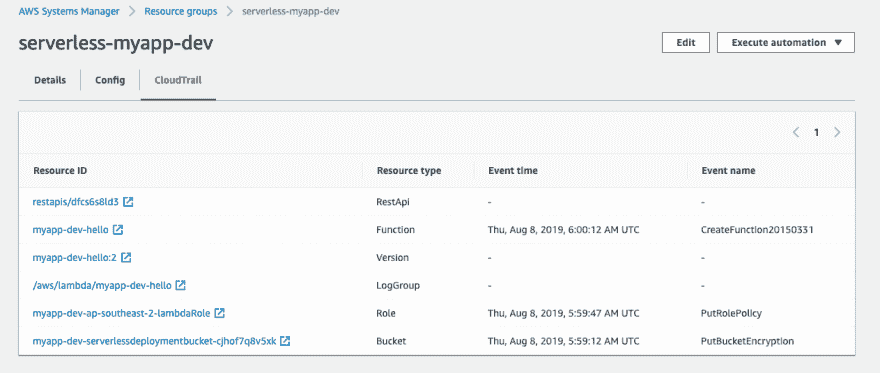 AWS Systems Manager > Resource groups > serverless-myapp-dev
serverless-myapp-dev
Edit Execute automation
Details Config CloudTrail
1
Resource ID Resource type Event time Event name
restapis/dfcs6s8ld3 RestApi - -
myapp-dev-hello Function Thu, Aug 8, 2019, 6:00:12 AM UTC CreateFunction20150331
myapp-dev-hello:2 Version - -
/aws/lambda/myapp-dev-hello LogGroup - -
myapp-dev-ap-southeast-2-lambdaRole Role Thu, Aug 8, 2019, 5:59:47 AM UTC PutRolePolicy
myapp-dev-serverlessdeploymentbucket-cjhof7q8v5xk Bucket Thu, Aug 8, 2019, 5:59:12 AM UTC PutBucketEncryption